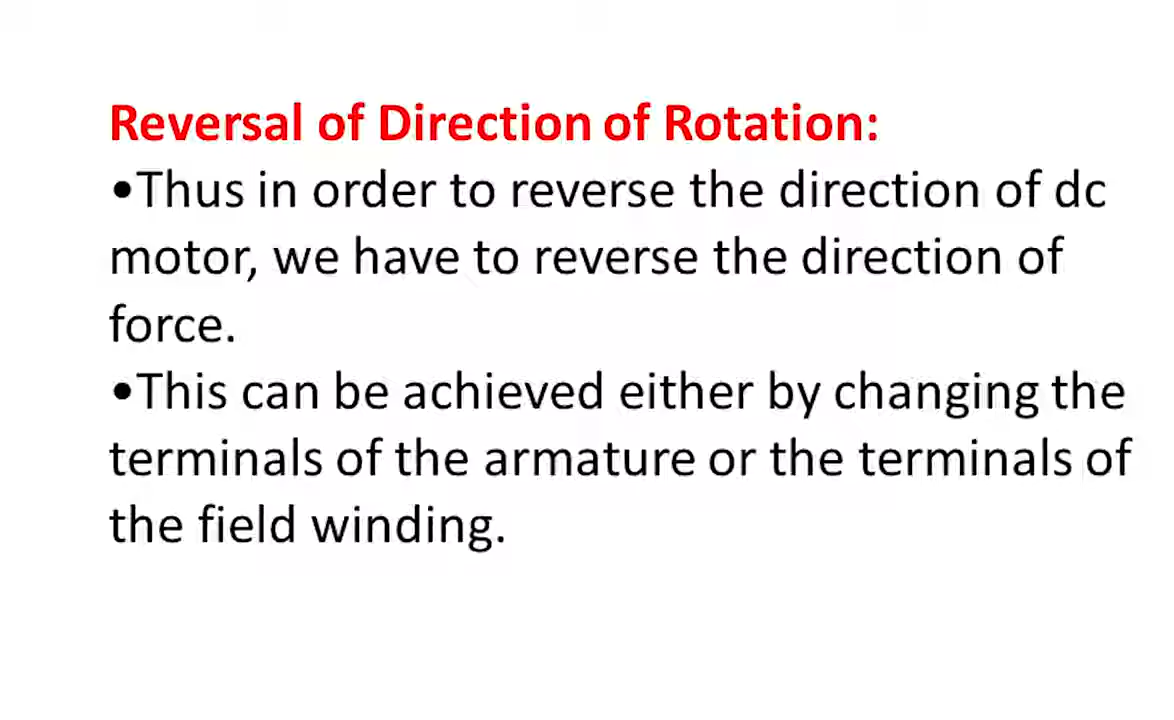 Reversal of Direction of Rotation:
•Thus in order to reverse the direction of dc
motor, we have to reverse the direction of
force.
•This can be achieved either by changing the
terminals of the armature or the terminals of
the field winding.